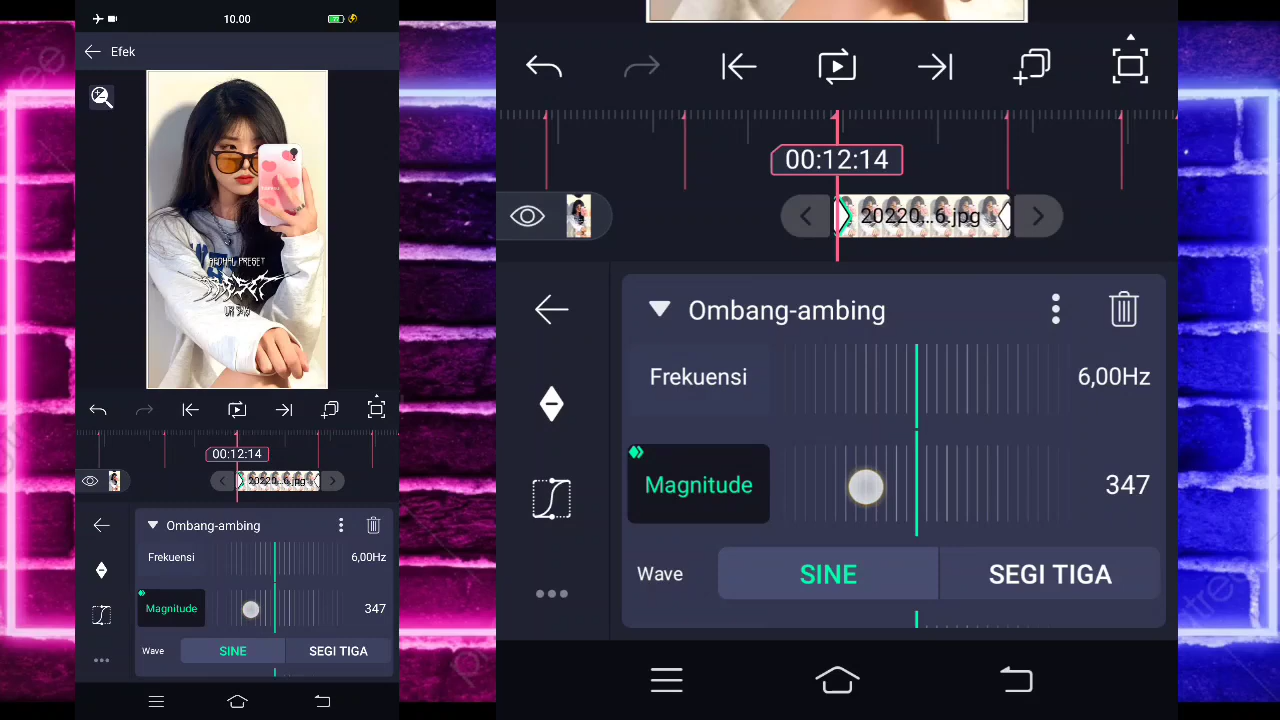 10.00
Efek
00:12:14
20220...6.jpg
Ombang-ambing
Frekuensi
6,00Hz
Magnitude
347
Wave
SINE
SEGI TIGA
00:12:14
20220...6.jpg
Ombang-ambing
Frekuensi
6,00Hz
Magnitude
347
Wave
SINE
SEGI TIGA